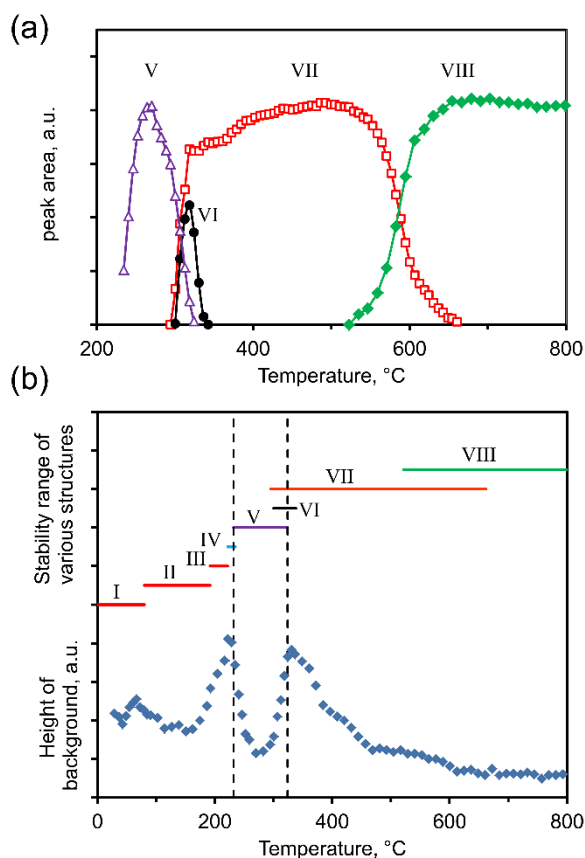 (a)
V
VII
VIII
VI
peak area, a.u.
200
400
600
800
Temperature, °C
(b)
Stability range of
various structures
VIII
VII
VI
V
IV
III
II
I
Height of
background, a.u.
0
200
400
600
800
Temperature, °C